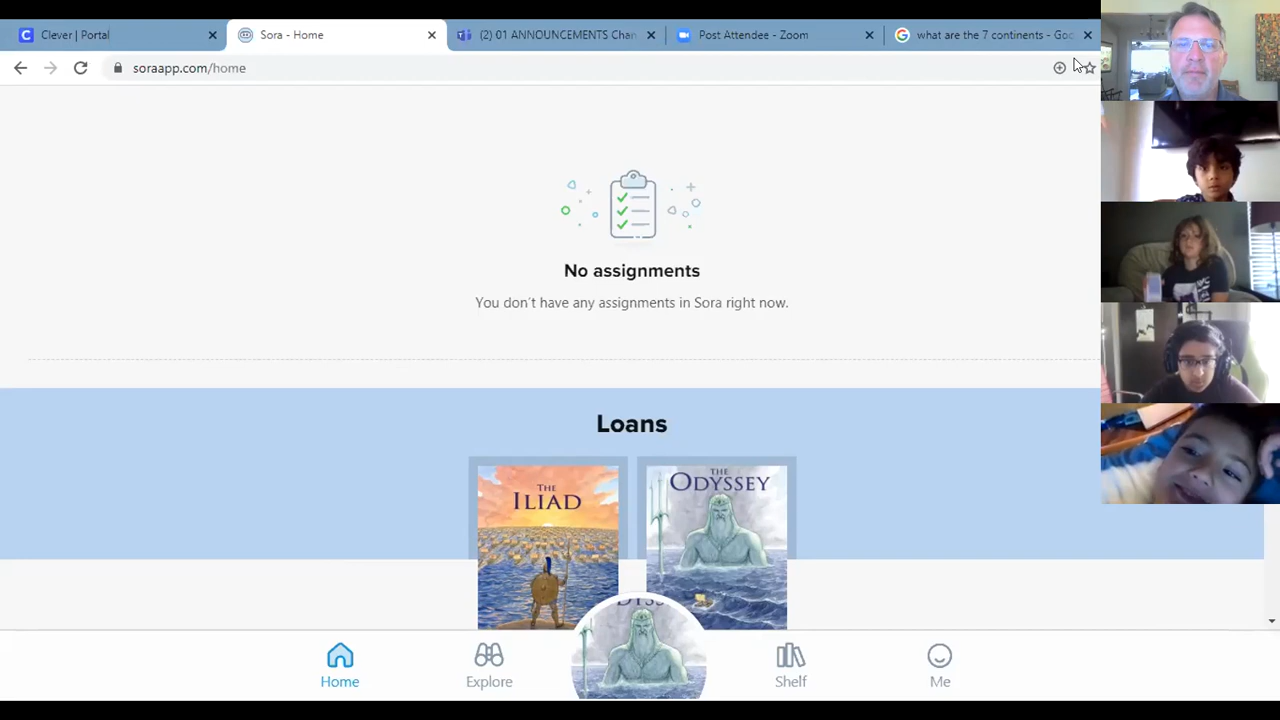 Clever | Portal
Sora - Home
(2) 01 ANNOUNCEMENTS Chan
Post Attendee - Zoom
what are the 7 continents - Goo
soraapp.com/home
No assignments
You don't have any assignments in Sora right now.
Loans
THE
ILIAD
THE
ODYSSEY
Home
Explore
Shelf
Me